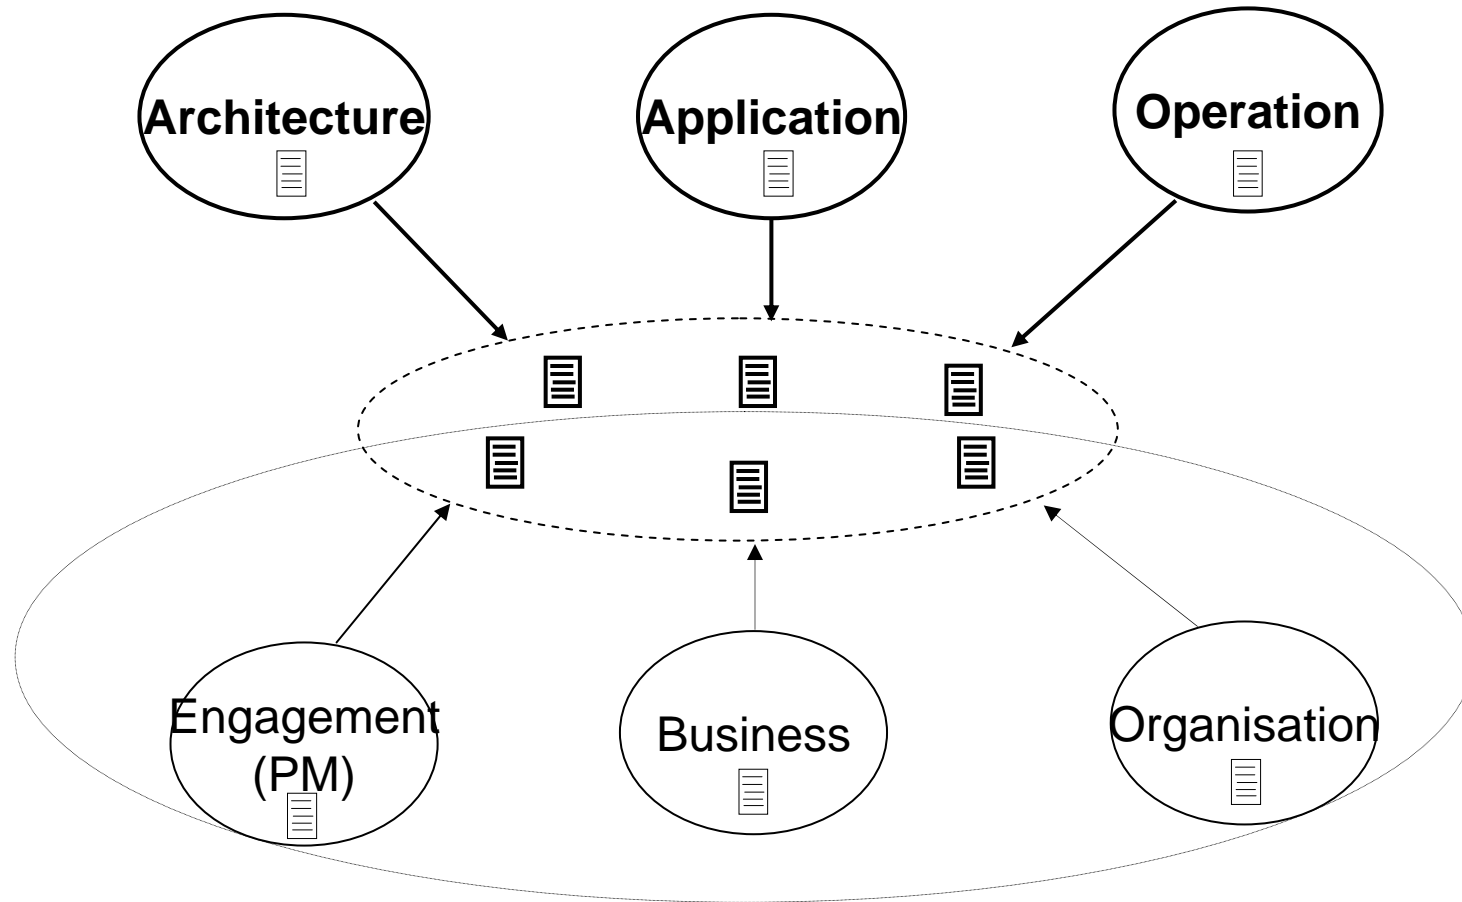 Architecture
Application
Operation
Engagement
(PM)
Business
Organisation